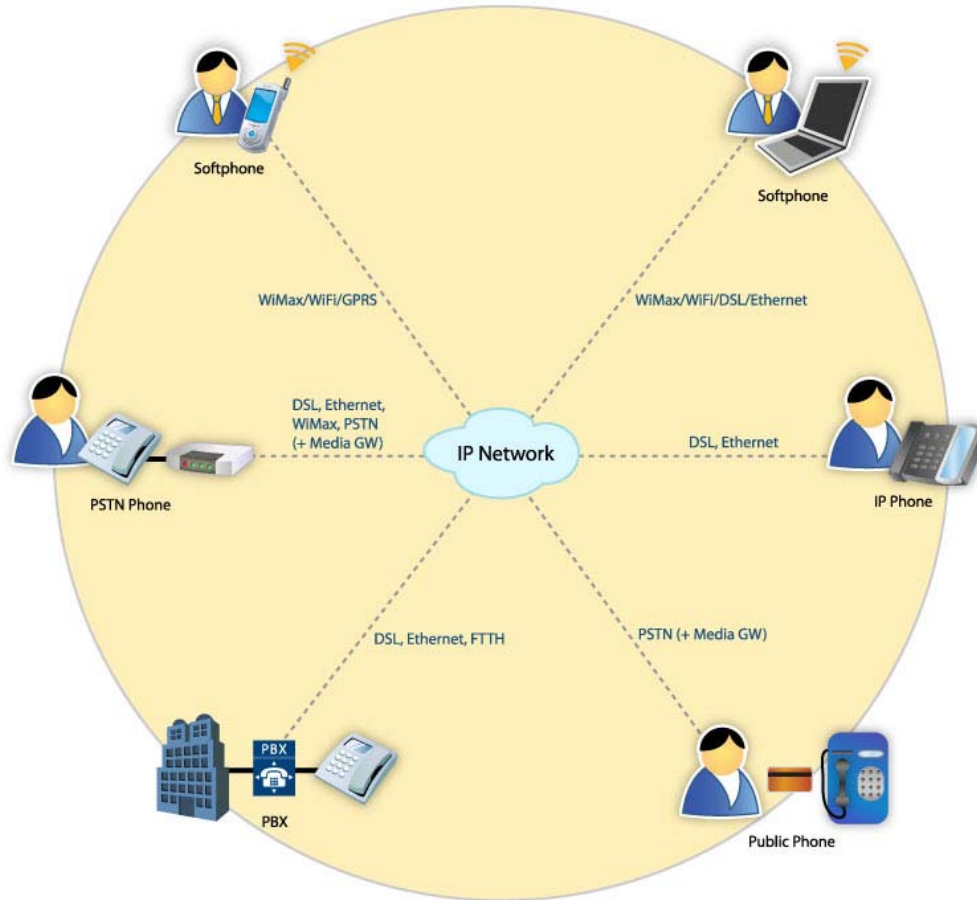 Softphone
Softphone
WiMax/WiFi/GPRS
WiMax/WiFi/DSL/Ethernet
DSL, Ethernet,
WiMax, PSTN
(+ Media GW)
IP Network
DSL, Ethernet
PSTN Phone
IP Phone
DSL, Ethernet, FTTH
PSTN (+ Media GW)
PBX
PBX
Public Phone